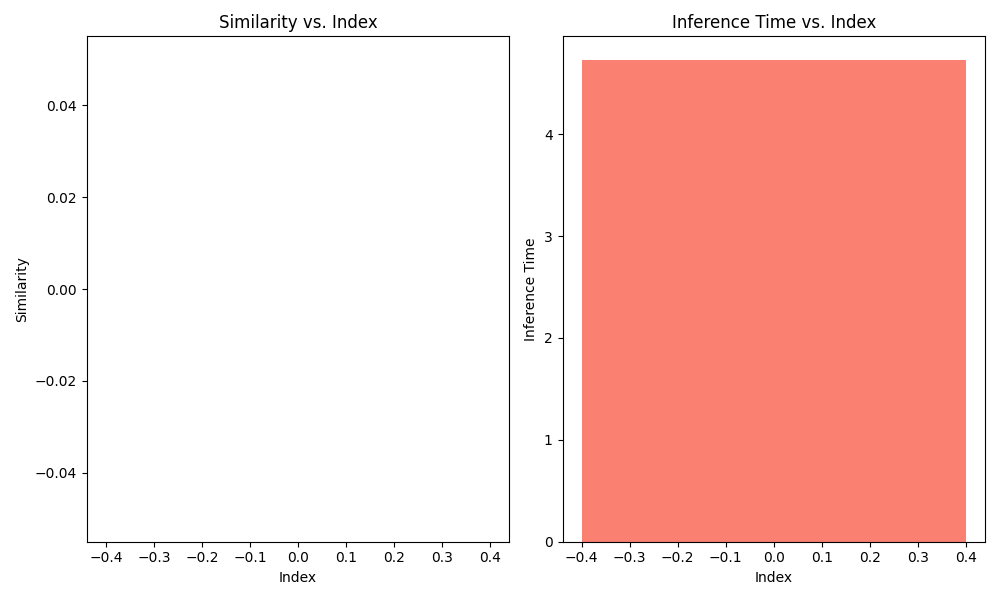 Similarity vs. Index
Similarity
0.04
0.02
0.00
−0.02
−0.04
−0.4 −0.3 −0.2 −0.1 0.0 0.1 0.2 0.3 0.4
Index
Inference Time vs. Index
Inference Time
4
3
2
1
0
−0.4 −0.3 −0.2 −0.1 0.0 0.1 0.2 0.3 0.4
Index